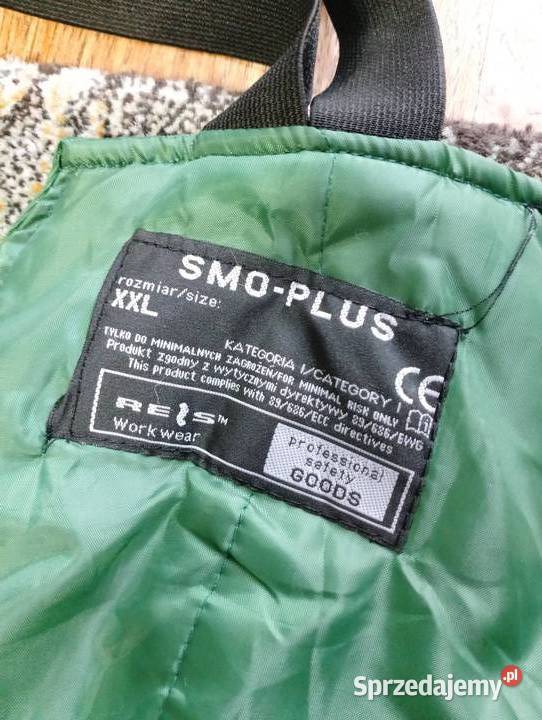 SMO-PLUS
rozmiar/size:
XXL
KATEGORIA I/CATEGORY I
TYLKO DO MINIMALNYCH ZAGROŻEŃ/FOR MINIMAL RISK ONLY
Produkt zgodny z wytycznymi dyrektywy 89/686/EWG
This product complies with 89/686/ECC directives
CE
REIS™
Workwear
professional
safety
GOODS
Sprzedajemy.pl